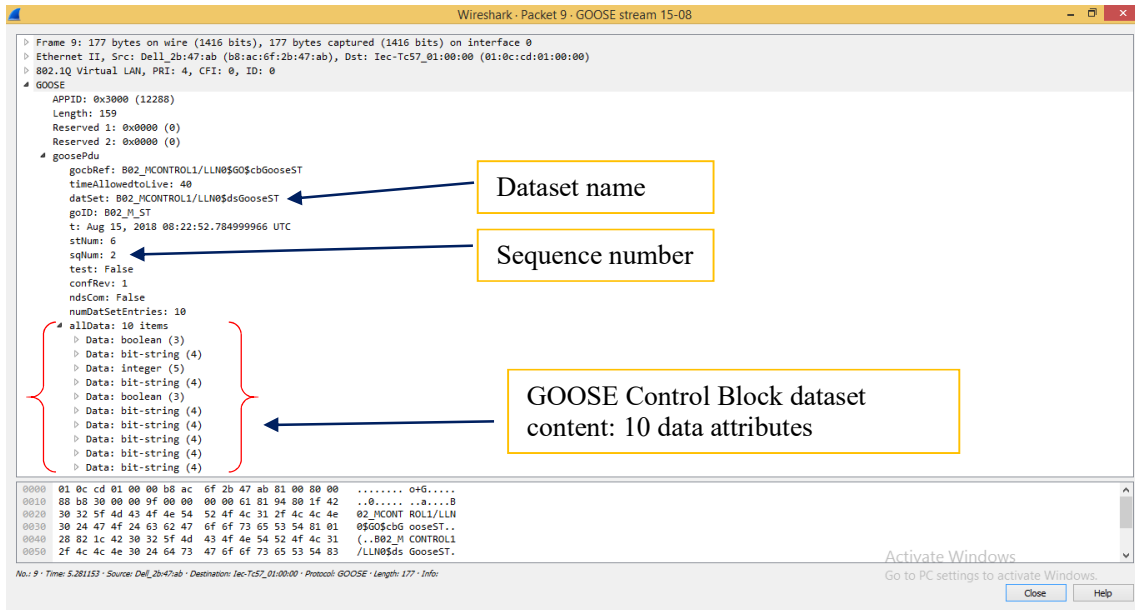 Wireshark · Packet 9 · GOOSE stream 15-08
Frame 9: 177 bytes on wire (1416 bits), 177 bytes captured (1416 bits) on interface 0
Ethernet II, Src: Dell_2b:47:ab (b8:ac:6f:2b:47:ab), Dst: Iec-Tc57_01:00:00 (01:0c:cd:01:00:00)
802.1Q Virtual LAN, PRI: 4, CFI: 0, ID: 0
GOOSE
APPID: 0x3000 (12288)
Length: 159
Reserved 1: 0x0000 (0)
Reserved 2: 0x0000 (0)
goosePdu
gocbRef: B02_MCONTROL1/LLN0$GO$cbGooseST
timeAllowedtoLive: 40
datSet: B02_MCONTROL1/LLN0$dsGooseST
goID: B02_M_ST
t: Aug 15, 2018 08:22:52.784999966 UTC
stNum: 6
sqNum: 2
test: False
confRev: 1
ndsCom: False
numDatSetEntries: 10
allData: 10 items
Data: boolean (3)
Data: bit-string (4)
Data: integer (5)
Data: bit-string (4)
Data: boolean (3)
Data: bit-string (4)
Data: bit-string (4)
Data: bit-string (4)
Data: bit-string (4)
Data: bit-string (4)
Dataset name
Sequence number
GOOSE Control Block dataset
content: 10 data attributes
0000 01 0c cd 01 00 00 b8 ac 6f 2b 47 ab 81 00 80 00 ........ o+G.....
0010 88 b8 30 00 00 9f 00 00 00 00 61 81 94 80 1f 42 ..0..... ..a....B
0020 30 32 5f 4d 43 4f 4e 54 52 4f 4c 31 2f 4c 4c 4e 02_MCONT ROL1/LLN
0030 30 24 47 4f 24 63 62 47 6f 6f 73 65 53 54 81 01 0$GO$cbG ooseST..
0040 28 82 1c 42 30 32 5f 4d 43 4f 4e 54 52 4f 4c 31 (..B02_M CONTROL1
0050 2f 4c 4c 4e 30 24 64 73 47 6f 6f 73 65 53 54 83 /LLN0$ds GooseST.
No.: 9 · Time: 5.281153 · Source: Dell_2b:47:ab · Destination: Iec-Tc57_01:00:00 · Protocol: GOOSE · Length: 177 · Info:
Activate Windows
Go to PC settings to activate Windows.
Close
Help